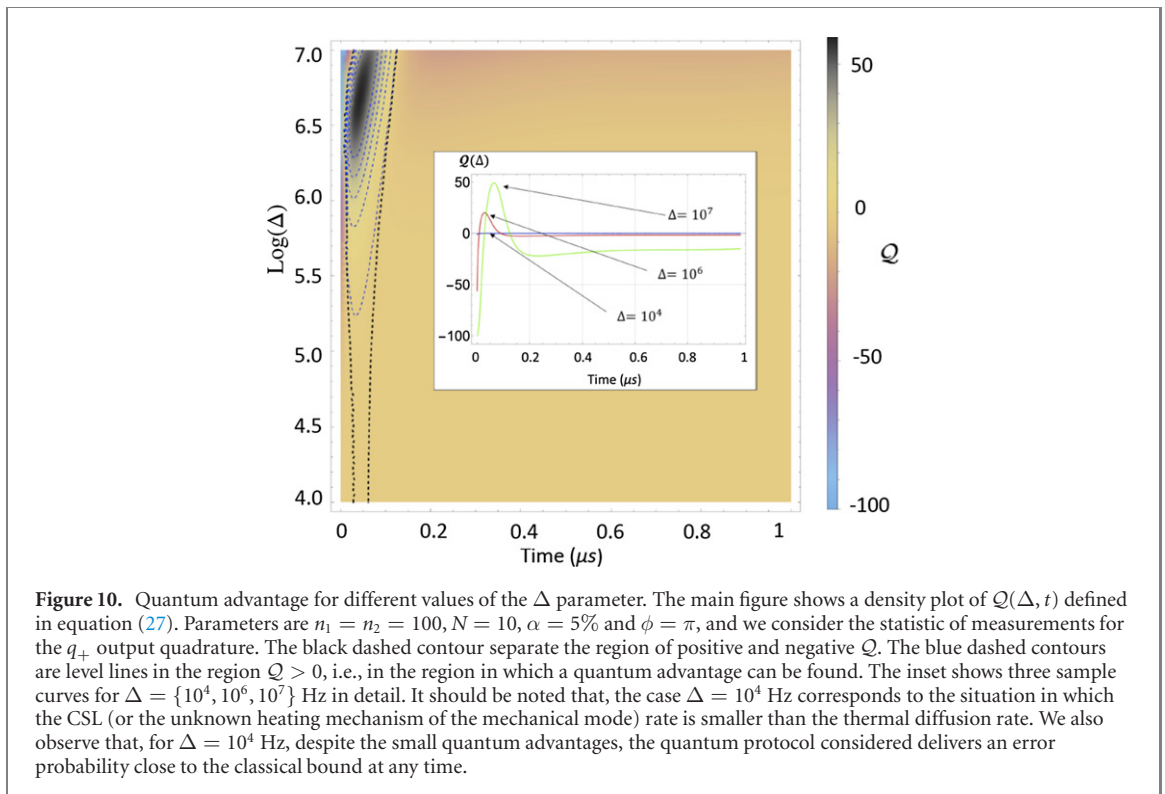 7.0
6.5
6.0
5.5
5.0
4.5
4.0
Log(Δ)
0
0.2
0.4
0.6
0.8
1
Time (μs)
𝒬(Δ)
50
0
−50
−100
0
0.2
0.4
0.6
0.8
1
Time (μs)
Δ= 10⁷
Δ= 10⁶
Δ= 10⁴
50
0
-50
-100
𝒬
Figure 10. Quantum advantage for different values of the Δ parameter. The main figure shows a density plot of 𝒬(Δ, t) defined
in equation (27). Parameters are n₁ = n₂ = 100, N = 10, α = 5% and ϕ = π, and we consider the statistic of measurements for
the q₊ output quadrature. The black dashed contour separate the region of positive and negative 𝒬. The blue dashed contours
are level lines in the region 𝒬 > 0, i.e., in the region in which a quantum advantage can be found. The inset shows three sample
curves for Δ = {10⁴, 10⁶, 10⁷} Hz in detail. It should be noted that, the case Δ = 10⁴ Hz corresponds to the situation in which
the CSL (or the unknown heating mechanism of the mechanical mode) rate is smaller than the thermal diffusion rate. We also
observe that, for Δ = 10⁴ Hz, despite the small quantum advantages, the quantum protocol considered delivers an error
probability close to the classical bound at any time.